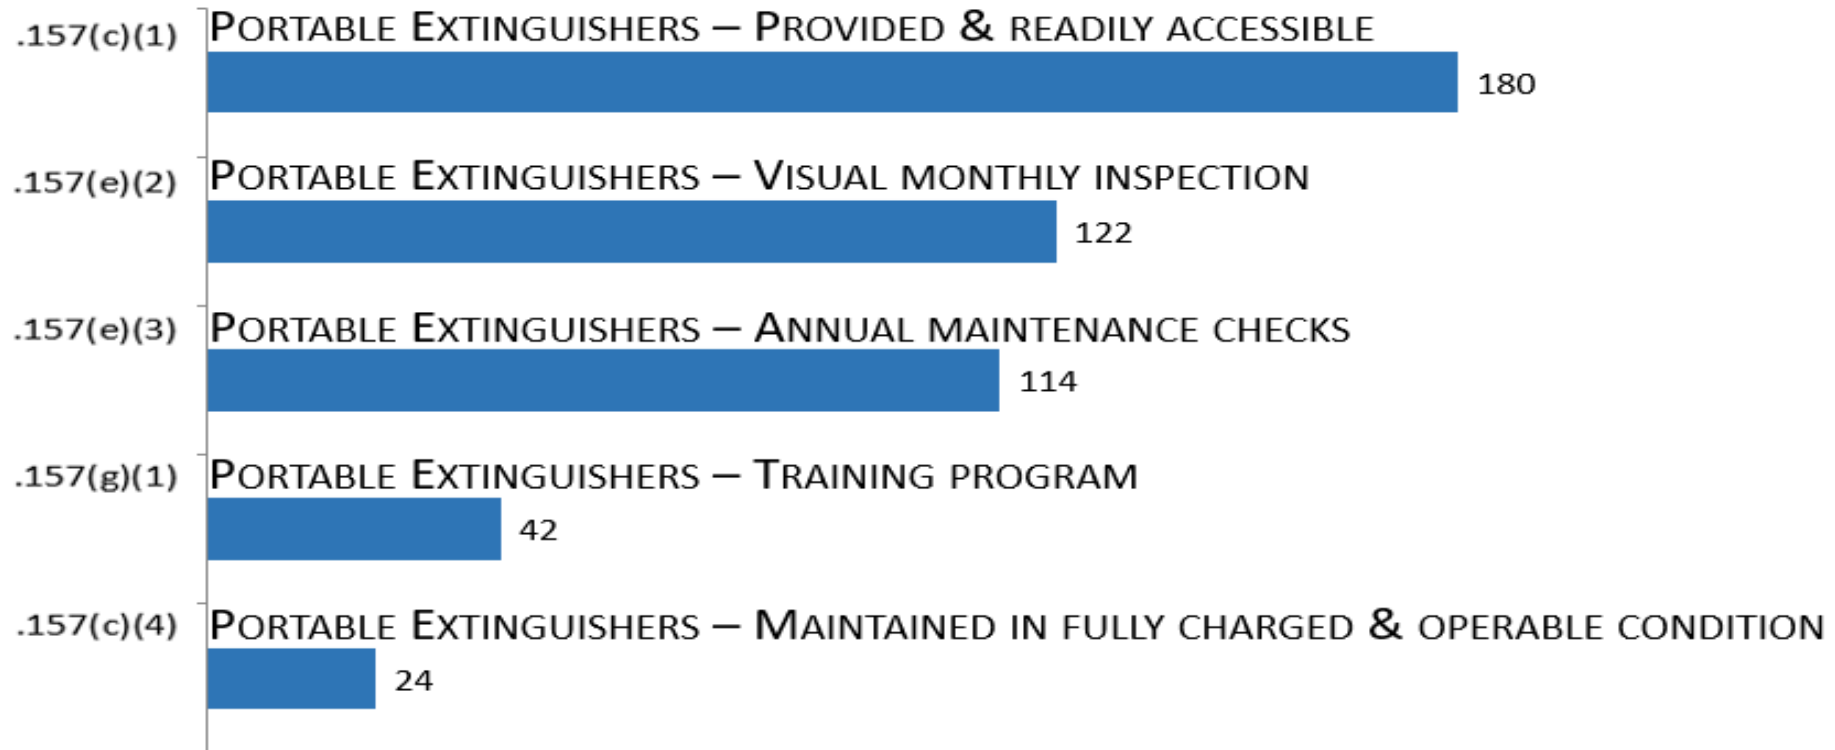 .157(c)(1) PORTABLE EXTINGUISHERS – PROVIDED & READILY ACCESSIBLE
180
.157(e)(2) PORTABLE EXTINGUISHERS – VISUAL MONTHLY INSPECTION
122
.157(e)(3) PORTABLE EXTINGUISHERS – ANNUAL MAINTENANCE CHECKS
114
.157(g)(1) PORTABLE EXTINGUISHERS – TRAINING PROGRAM
42
.157(c)(4) PORTABLE EXTINGUISHERS – MAINTAINED IN FULLY CHARGED & OPERABLE CONDITION
24